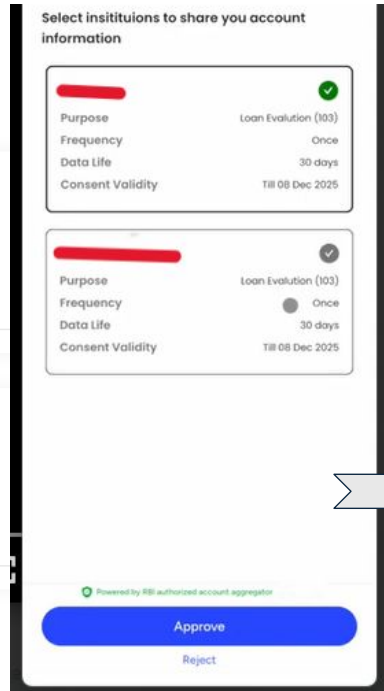 Select insitituions to share you account
information
Purpose Loan Evalution (103)
Frequency Once
Data Life 30 days
Consent Validity Till 08 Dec 2025
Purpose Loan Evalution (103)
Frequency Once
Data Life 30 days
Consent Validity Till 08 Dec 2025
Powered by RBI authorized account aggregator
Approve
Reject